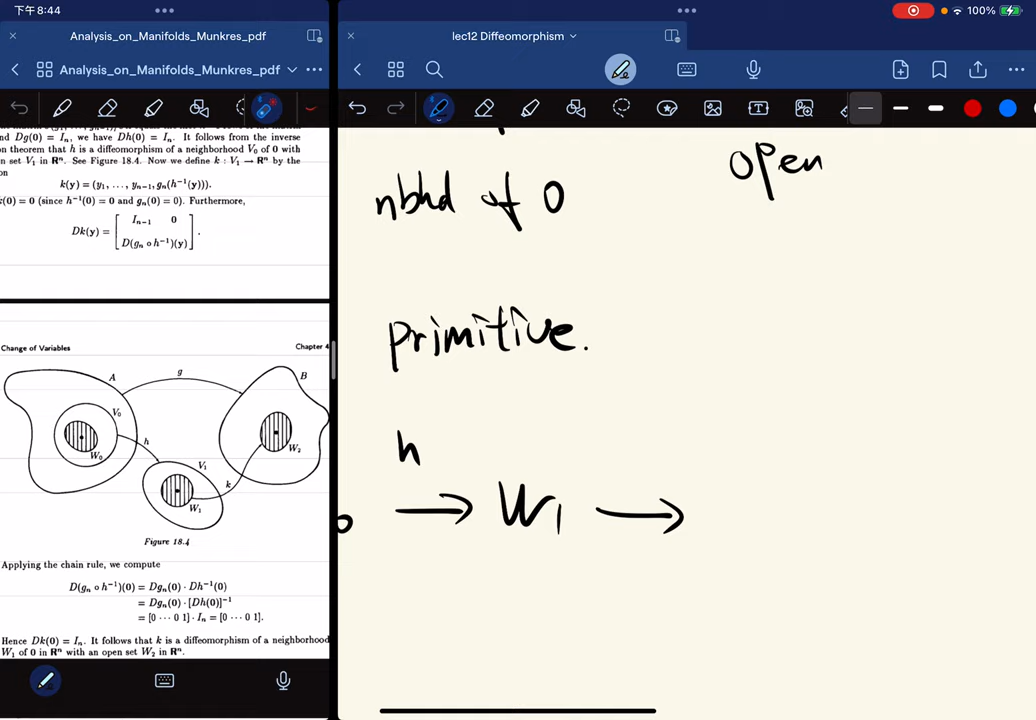 下午8:44
100%
Analysis_on_Manifolds_Munkres_pdf
lec12 Diffeomorphism
Analysis_on_Manifolds_Munkres_pdf
nd Dg(0) = Iₙ, we have Dh(0) = Iₙ. It follows from the inverse
on theorem that h is a diffeomorphism of a neighborhood V₀ of 0 with
n set V₁ in Rⁿ. See Figure 18.4. Now we define k : V₁ → Rⁿ by the
on
k(y) = (y₁, . . . , yₙ₋₁, gₙ(h⁻¹(y))).
k(0) = 0 (since h⁻¹(0) = 0 and gₙ(0) = 0). Furthermore,
Dk(y) = [ Iₙ₋₁ 0
D(gₙ ∘ h⁻¹)(y) ] .
Change of Variables
Chapter 4
A
g
B
V₀
W₀
h
V₁
W₂
k
W₁
Figure 18.4
Applying the chain rule, we compute
D(gₙ ∘ h⁻¹)(0) = Dgₙ(0) · Dh⁻¹(0)
= Dgₙ(0) · [Dh(0)]⁻¹
= [0 ··· 0 1] · Iₙ = [0 ··· 0 1].
Hence Dk(0) = Iₙ. It follows that k is a diffeomorphism of a neighborhood
W₁ of 0 in Rⁿ with an open set W₂ in Rⁿ.
open
nbhd of 0
primitive.
h
→ W₁ →